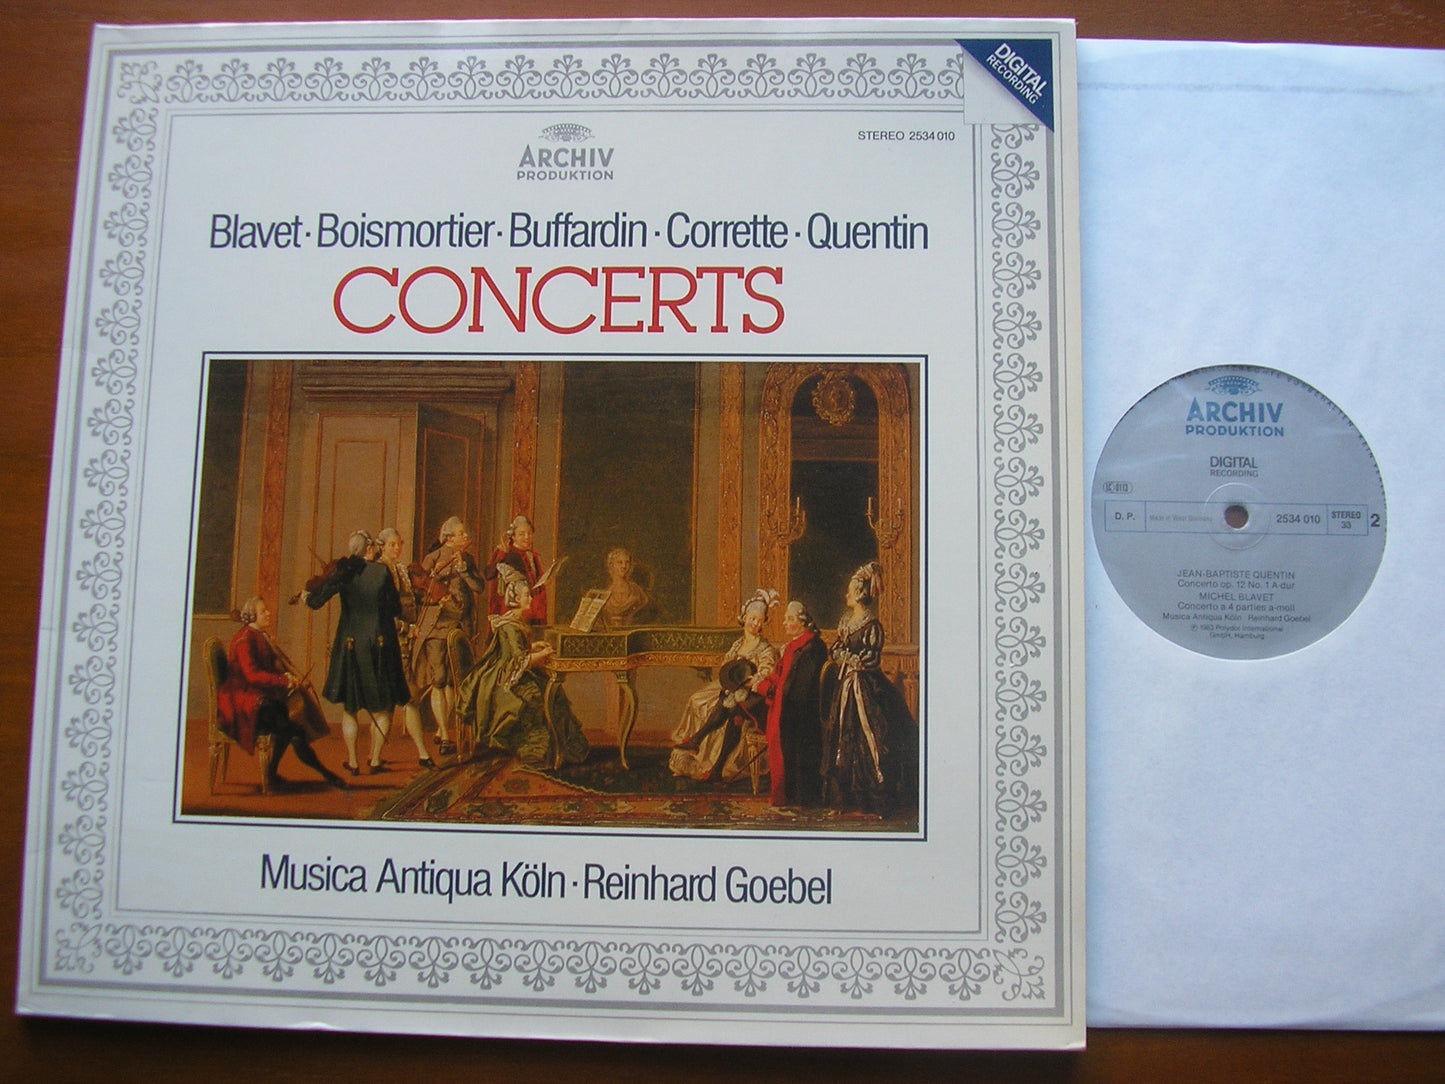 DIGITAL
RECORDING
STEREO 2534 010
ARCHIV
PRODUKTION
Blavet · Boismortier · Buffardin · Corrette · Quentin
CONCERTS
Musica Antiqua Köln · Reinhard Goebel
ARCHIV
PRODUKTION
DIGITAL
RECORDING
D. P. Made in West Germany 2534 010 STEREO 33 2
JEAN-BAPTISTE QUENTIN
Concerto op. 12 No. 1 A-dur
MICHEL BLAVET
Concerto a 4 parties a-moll
Musica Antiqua Köln · Reinhard Goebel
℗ 1983 Polydor International
GmbH, Hamburg